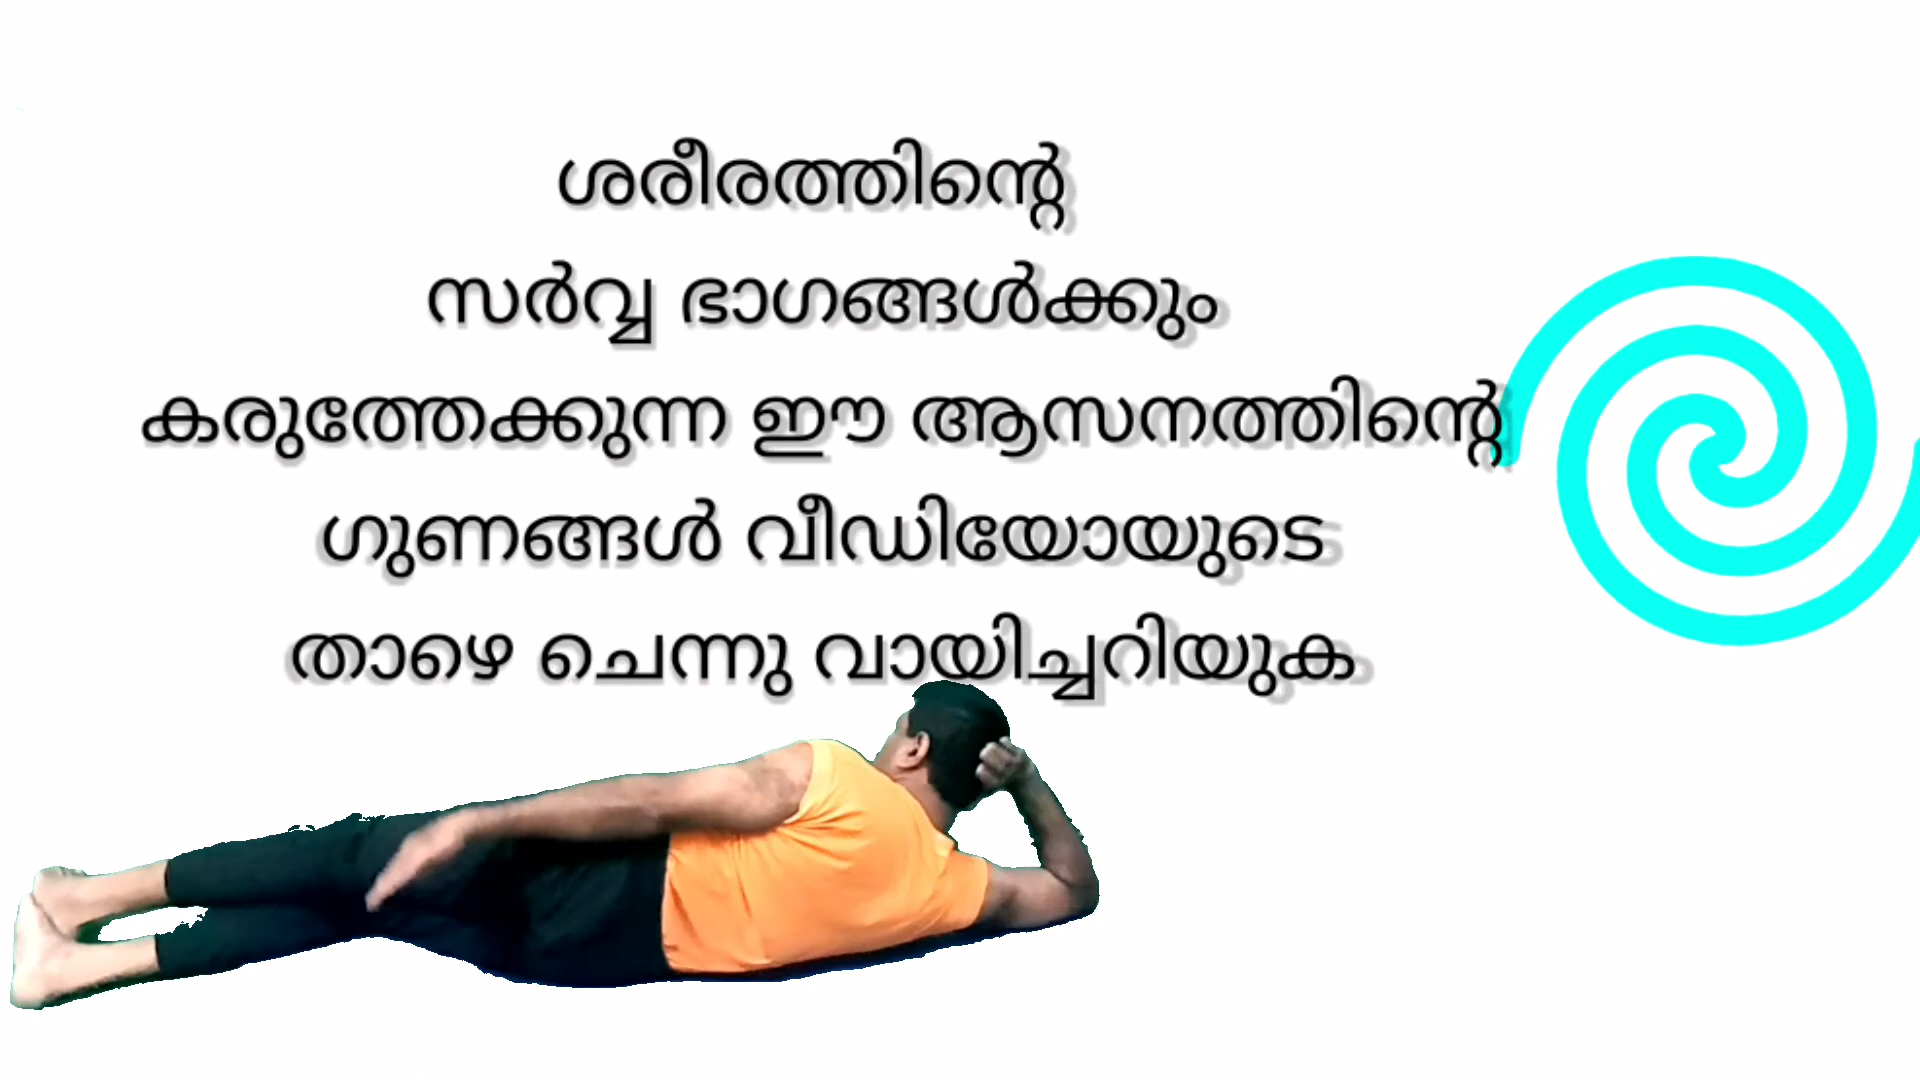 ശരീരത്തിന്റെ
സർവ്വ ഭാഗങ്ങൾക്കും
കരുത്തേക്കുന്ന ഈ ആസനത്തിന്റെ
ഗുണങ്ങൾ വീഡിയോയുടെ
താഴെ ചെന്നു വായിച്ചറിയുക